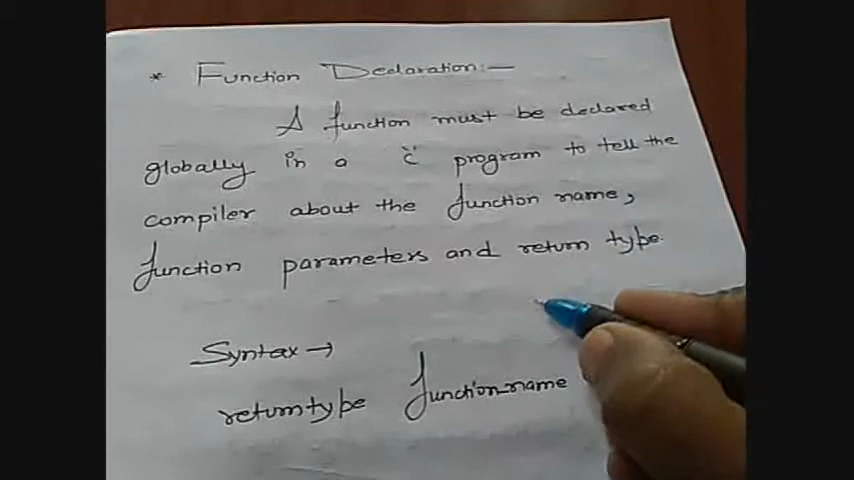 * Function Declaration:-
A function must be declared
globally in a 'c' program to tell the
compiler about the function name,
function parameters and return type.
Syntax →
returntype function_name